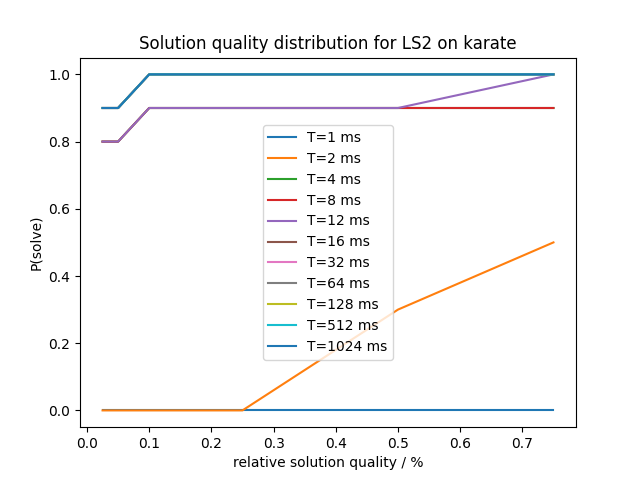 Solution quality distribution for LS2 on karate
P(solve)
1.0
0.8
0.6
0.4
0.2
0.0
T=1 ms
T=2 ms
T=4 ms
T=8 ms
T=12 ms
T=16 ms
T=32 ms
T=64 ms
T=128 ms
T=512 ms
T=1024 ms
0.0 0.1 0.2 0.3 0.4 0.5 0.6 0.7
relative solution quality / %